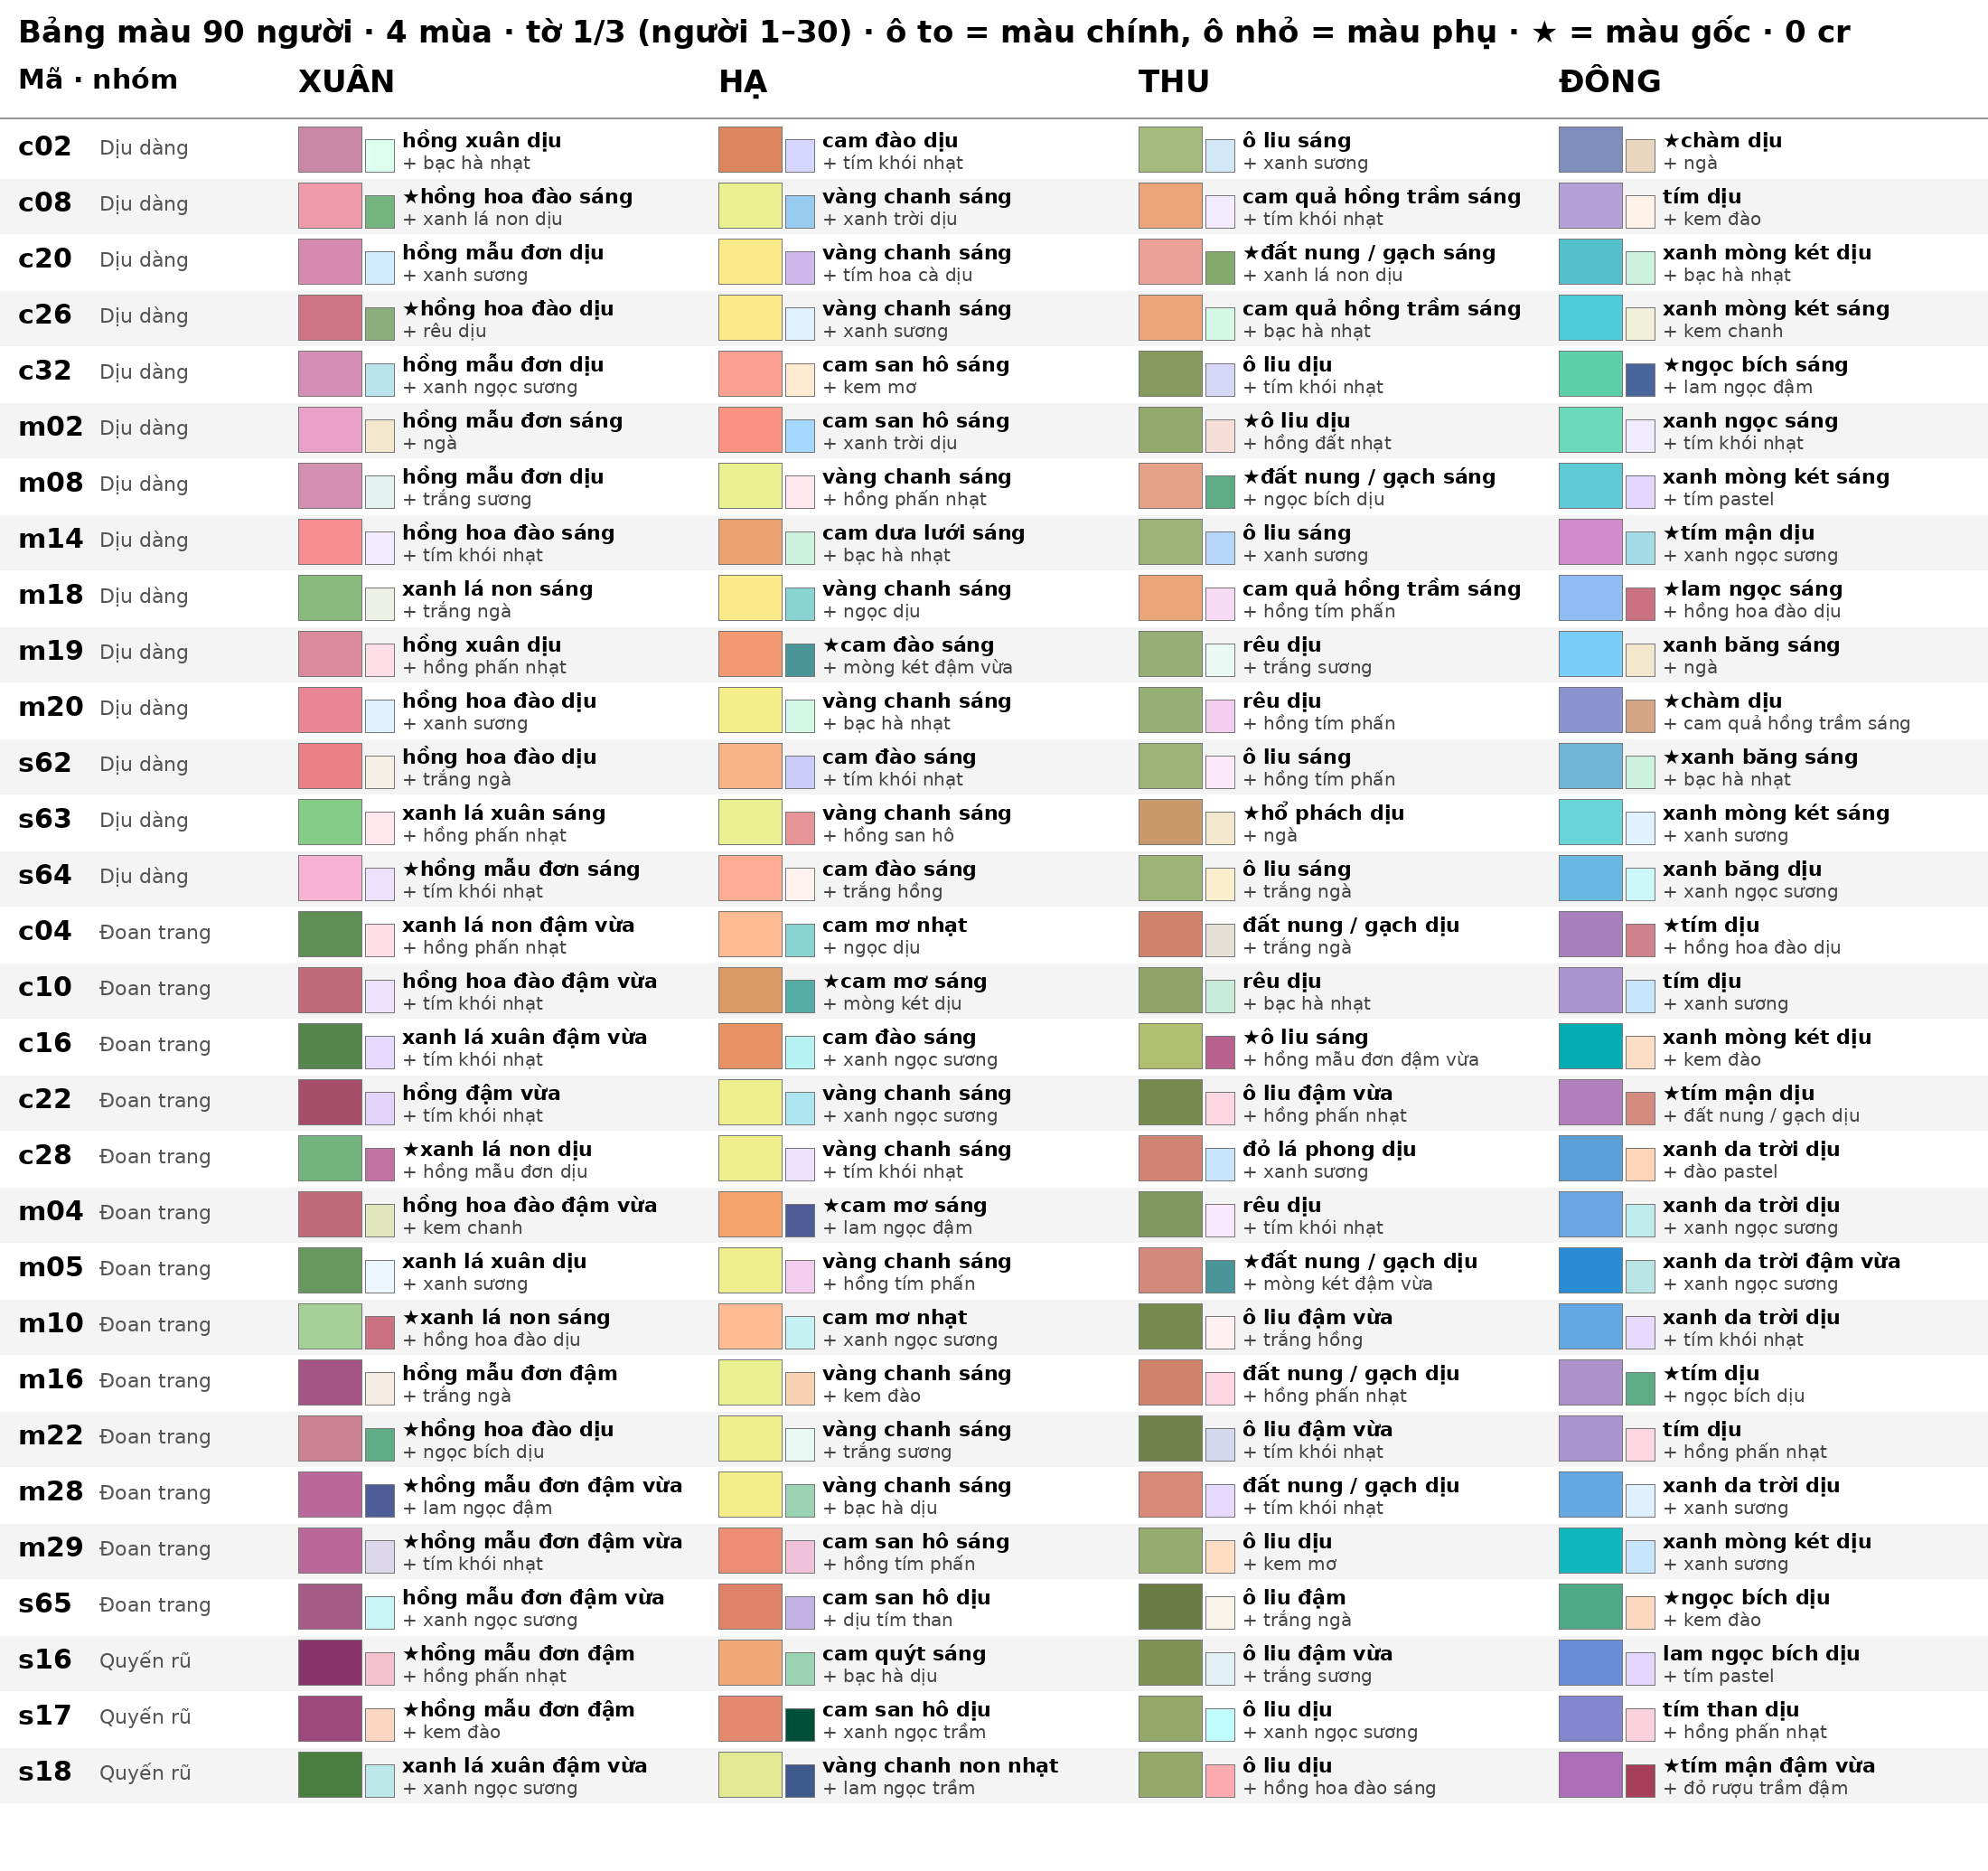 Bảng màu 90 người · 4 mùa · tờ 1/3 (người 1–30) · ô to = màu chính, ô nhỏ = màu phụ · ★ = màu gốc · 0 cr
Mã · nhóm XUÂN HẠ THU ĐÔNG
c02 Dịu dàng hồng xuân dịu cam đào dịu ô liu sáng ★chàm dịu
+ bạc hà nhạt + tím khói nhạt + xanh sương + ngà
c08 Dịu dàng ★hồng hoa đào sáng vàng chanh sáng cam quả hồng trầm sáng tím dịu
+ xanh lá non dịu + xanh trời dịu + tím khói nhạt + kem đào
c20 Dịu dàng hồng mẫu đơn dịu vàng chanh sáng ★đất nung / gạch sáng xanh mòng két dịu
+ xanh sương + tím hoa cà dịu + xanh lá non dịu + bạc hà nhạt
c26 Dịu dàng ★hồng hoa đào dịu vàng chanh sáng cam quả hồng trầm sáng xanh mòng két sáng
+ rêu dịu + xanh sương + bạc hà nhạt + kem chanh
c32 Dịu dàng hồng mẫu đơn dịu cam san hô sáng ô liu dịu ★ngọc bích sáng
+ xanh ngọc sương + kem mơ + tím khói nhạt + lam ngọc đậm
m02 Dịu dàng hồng mẫu đơn sáng cam san hô sáng ★ô liu dịu xanh ngọc sáng
+ ngà + xanh trời dịu + hồng đất nhạt + tím khói nhạt
m08 Dịu dàng hồng mẫu đơn dịu vàng chanh sáng ★đất nung / gạch sáng xanh mòng két sáng
+ trắng sương + hồng phấn nhạt + ngọc bích dịu + tím pastel
m14 Dịu dàng hồng hoa đào sáng cam dưa lưới sáng ô liu sáng ★tím mận dịu
+ tím khói nhạt + bạc hà nhạt + xanh sương + xanh ngọc sương
m18 Dịu dàng xanh lá non sáng vàng chanh sáng cam quả hồng trầm sáng ★lam ngọc sáng
+ trắng ngà + ngọc dịu + hồng tím phấn + hồng hoa đào dịu
m19 Dịu dàng hồng xuân dịu ★cam đào sáng rêu dịu xanh băng sáng
+ hồng phấn nhạt + mòng két đậm vừa + trắng sương + ngà
m20 Dịu dàng hồng hoa đào dịu vàng chanh sáng rêu dịu ★chàm dịu
+ xanh sương + bạc hà nhạt + hồng tím phấn + cam quả hồng trầm sáng
s62 Dịu dàng hồng hoa đào dịu cam đào sáng ô liu sáng ★xanh băng sáng
+ trắng ngà + tím khói nhạt + hồng tím phấn + bạc hà nhạt
s63 Dịu dàng xanh lá xuân sáng vàng chanh sáng ★hổ phách dịu xanh mòng két sáng
+ hồng phấn nhạt + hồng san hô + ngà + xanh sương
s64 Dịu dàng ★hồng mẫu đơn sáng cam đào sáng ô liu sáng xanh băng dịu
+ tím khói nhạt + trắng hồng + trắng ngà + xanh ngọc sương
c04 Đoan trang xanh lá non đậm vừa cam mơ nhạt đất nung / gạch dịu ★tím dịu
+ hồng phấn nhạt + ngọc dịu + trắng ngà + hồng hoa đào dịu
c10 Đoan trang hồng hoa đào đậm vừa ★cam mơ sáng rêu dịu tím dịu
+ tím khói nhạt + mòng két dịu + bạc hà nhạt + xanh sương
c16 Đoan trang xanh lá xuân đậm vừa cam đào sáng ★ô liu sáng xanh mòng két dịu
+ tím khói nhạt + xanh ngọc sương + hồng mẫu đơn đậm vừa + kem đào
c22 Đoan trang hồng đậm vừa vàng chanh sáng ô liu đậm vừa ★tím mận dịu
+ tím khói nhạt + xanh ngọc sương + hồng phấn nhạt + đất nung / gạch dịu
c28 Đoan trang ★xanh lá non dịu vàng chanh sáng đỏ lá phong dịu xanh da trời dịu
+ hồng mẫu đơn dịu + tím khói nhạt + xanh sương + đào pastel
m04 Đoan trang hồng hoa đào đậm vừa ★cam mơ sáng rêu dịu xanh da trời dịu
+ kem chanh + lam ngọc đậm + tím khói nhạt + xanh ngọc sương
m05 Đoan trang xanh lá xuân dịu vàng chanh sáng ★đất nung / gạch dịu xanh da trời đậm vừa
+ xanh sương + hồng tím phấn + mòng két đậm vừa + xanh ngọc sương
m10 Đoan trang ★xanh lá non sáng cam mơ nhạt ô liu đậm vừa xanh da trời dịu
+ hồng hoa đào dịu + xanh ngọc sương + trắng hồng + tím khói nhạt
m16 Đoan trang hồng mẫu đơn đậm vàng chanh sáng đất nung / gạch dịu ★tím dịu
+ trắng ngà + kem đào + hồng phấn nhạt + ngọc bích dịu
m22 Đoan trang ★hồng hoa đào dịu vàng chanh sáng ô liu đậm vừa tím dịu
+ ngọc bích dịu + trắng sương + tím khói nhạt + hồng phấn nhạt
m28 Đoan trang ★hồng mẫu đơn đậm vừa vàng chanh sáng đất nung / gạch dịu xanh da trời dịu
+ lam ngọc đậm + bạc hà dịu + tím khói nhạt + xanh sương
m29 Đoan trang ★hồng mẫu đơn đậm vừa cam san hô sáng ô liu dịu xanh mòng két dịu
+ tím khói nhạt + hồng tím phấn + kem mơ + xanh sương
s65 Đoan trang hồng mẫu đơn đậm vừa cam san hô dịu ô liu đậm ★ngọc bích dịu
+ xanh ngọc sương + dịu tím than + trắng ngà + kem đào
s16 Quyến rũ ★hồng mẫu đơn đậm cam quýt sáng ô liu đậm vừa lam ngọc bích dịu
+ hồng phấn nhạt + bạc hà dịu + trắng sương + tím pastel
s17 Quyến rũ ★hồng mẫu đơn đậm cam san hô dịu ô liu dịu tím than dịu
+ kem đào + xanh ngọc trầm + xanh ngọc sương + hồng phấn nhạt
s18 Quyến rũ xanh lá xuân đậm vừa vàng chanh non nhạt ô liu dịu ★tím mận đậm vừa
+ xanh ngọc sương + lam ngọc trầm + hồng hoa đào sáng + đỏ rượu trầm đậm